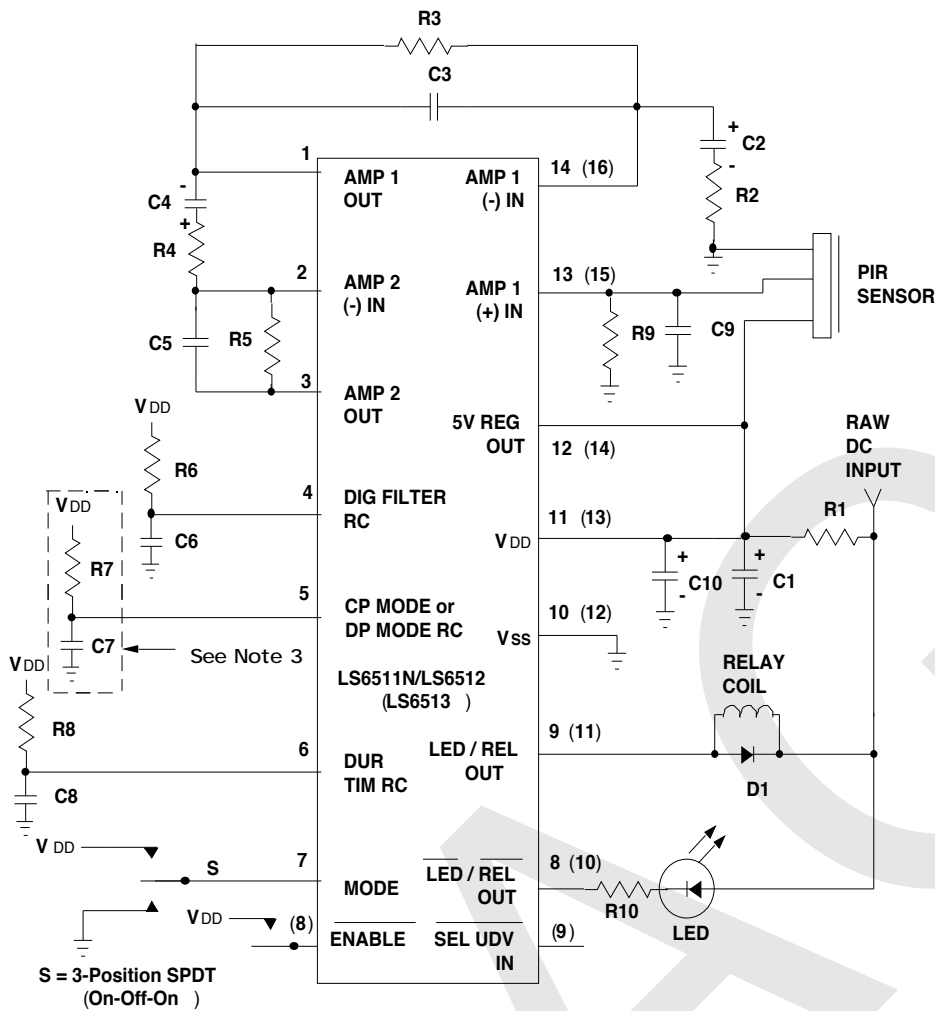 R3
C3
1
14 (16)
+
C2
-
R2
-
C4
+
R4
AMP 1
OUT
AMP 1
(-) IN
2
13 (15)
PIR
SENSOR
AMP 2
(-) IN
AMP 1
(+) IN
C5
R5
R9
C9
3
AMP 2
OUT
VDD
5V REG
OUT
12 (14)
RAW
DC
INPUT
R6
4
DIG FILTER
RC
VDD
11 (13)
R1
C6
VDD
+
C10
-
+
C1
-
R7
5
CP MODE or
DP MODE RC
10 (12)
VSS
C7
See Note 3
LS6511N/LS6512
(LS6513 )
VDD
RELAY
COIL
R8
6
9 (11)
DUR
TIM RC
LED / REL
OUT
D1
C8
VDD
S
7
8 (10)
MODE
LED / REL
OUT
R10
LED
VDD
(8)
ENABLE
SEL UDV
IN
(9)
S = 3-Position SPDT
(On-Off-On )